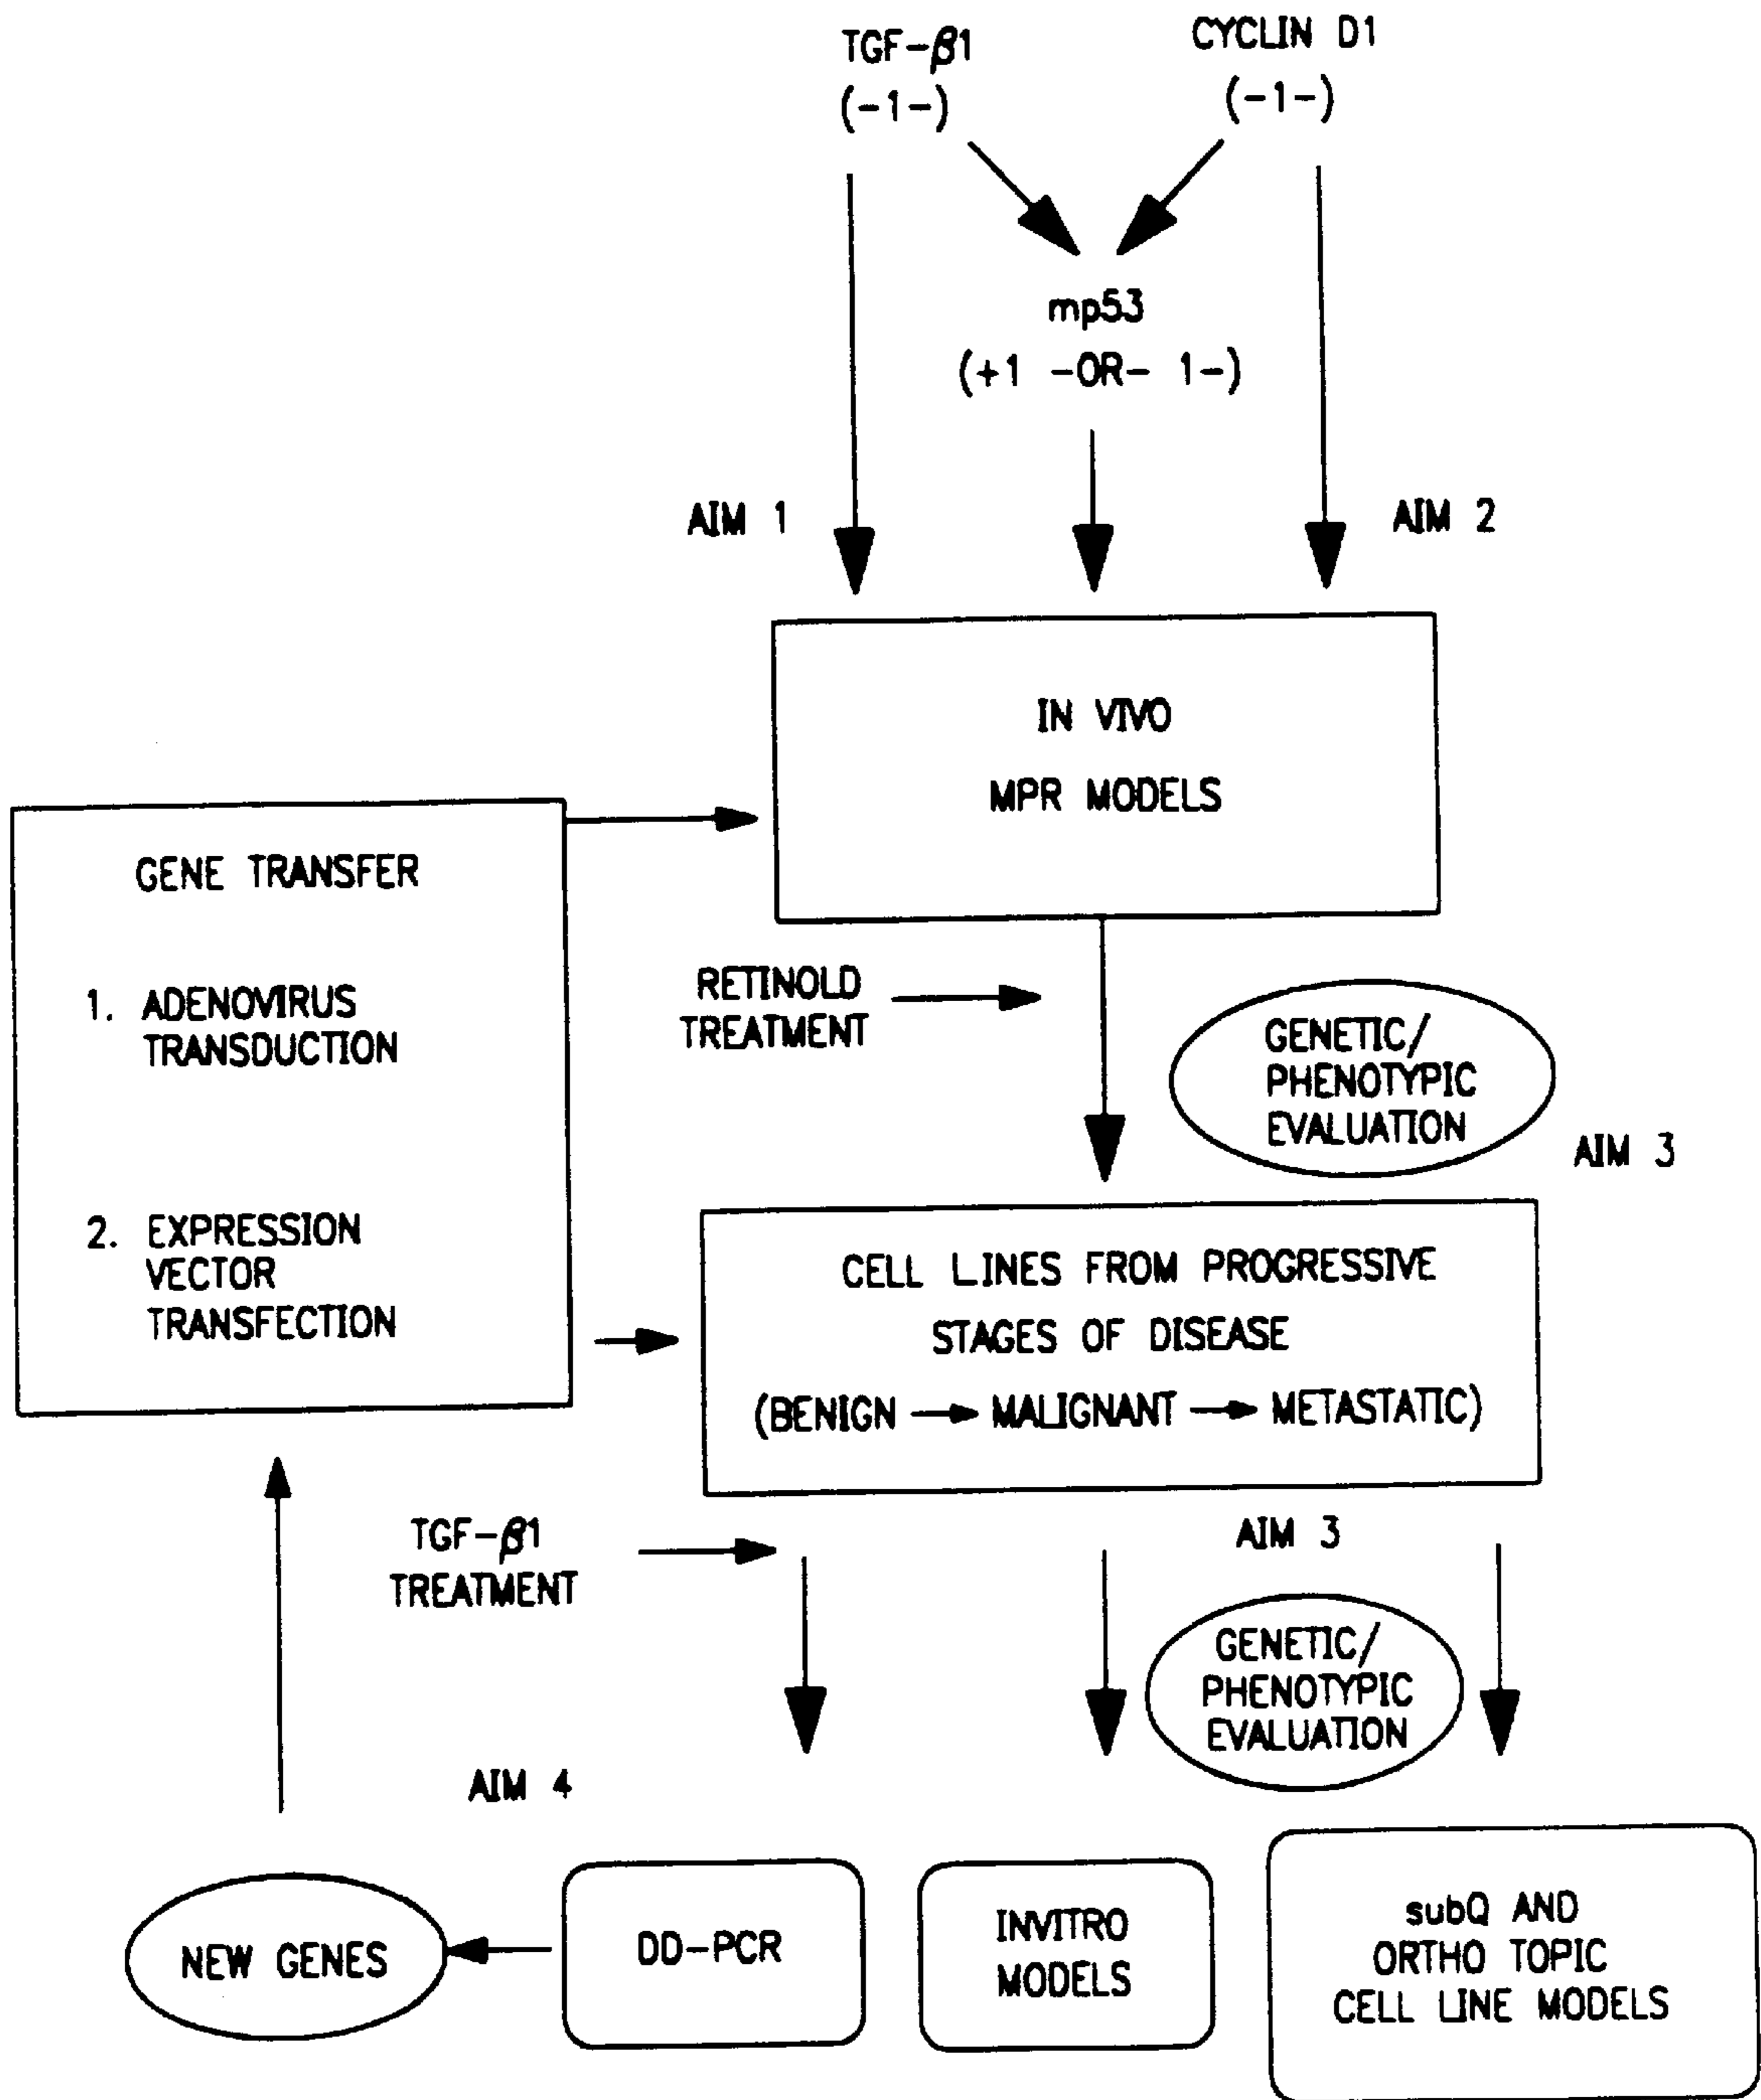 TGF-β1
(-1-)
CYCLIN D1
(-1-)
mp53
(+1 -OR- 1-)
AIM 1
AIM 2
IN VIVO
MPR MODELS
GENE TRANSFER
1. ADENOVIRUS
TRANSDUCTION
2. EXPRESSION
VECTOR
TRANSFECTION
RETINOLD
TREATMENT
GENETIC/
PHENOTYPIC
EVALUATION
AIM 3
CELL LINES FROM PROGRESSIVE
STAGES OF DISEASE
(BENIGN → MALIGNANT → METASTATIC)
TGF-β1
TREATMENT
AIM 3
GENETIC/
PHENOTYPIC
EVALUATION
AIM 4
NEW GENES
DD-PCR
INVITRO
MODELS
subQ AND
ORTHO TOPIC
CELL LINE MODELS